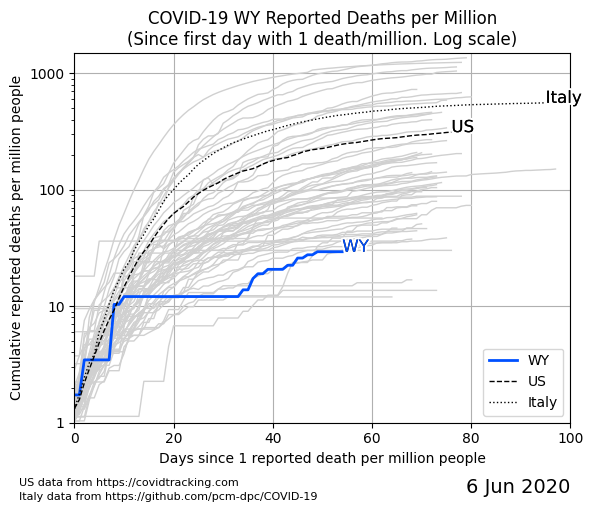 COVID-19 WY Reported Deaths per Million
(Since first day with 1 death/million. Log scale)
Cumulative reported deaths per million people
1000
100
10
1
Italy
US
WY
WY
US
Italy
0
20
40
60
80
100
Days since 1 reported death per million people
US data from https://covidtracking.com
Italy data from https://github.com/pcm-dpc/COVID-19
6 Jun 2020